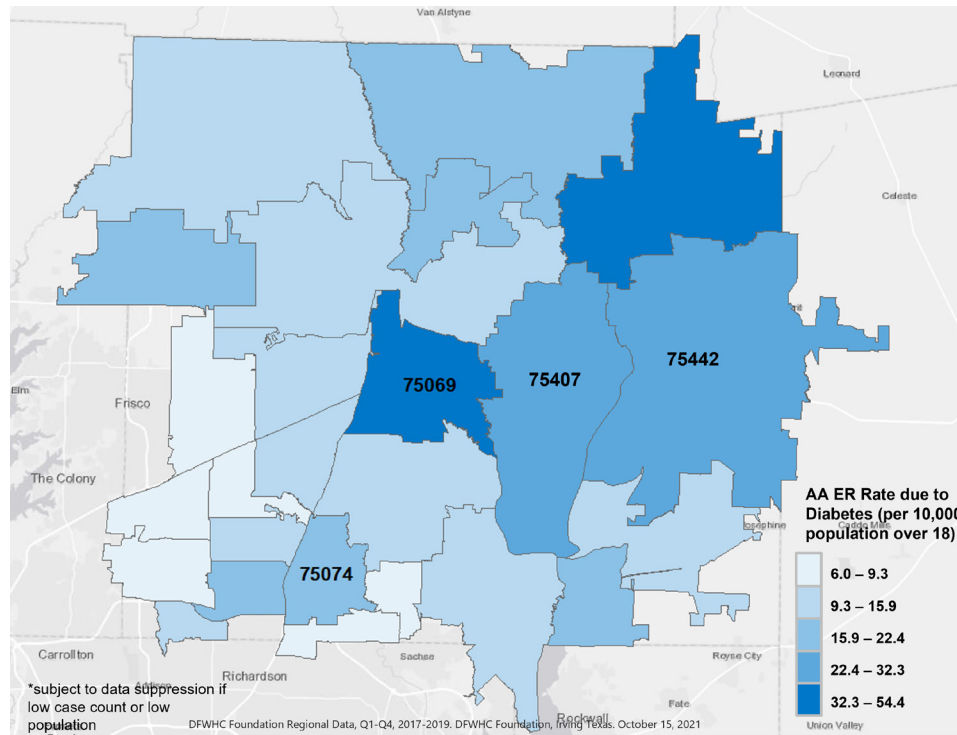 Van Alstyne
Leonard
Celeste
75069
75407
75442
Elm
Frisco
The Colony
AA ER Rate due to
Diabetes (per 10,000
population over 18)
Josephine
6.0 – 9.3
9.3 – 15.9
15.9 – 22.4
22.4 – 32.3
32.3 – 54.4
75074
Carrollton
Sachse
Royse City
Richardson
*subject to data suppression if
low case count or low
population
Fate
Rockwall
Union Valley
DFWHC Foundation Regional Data, Q1-Q4, 2017-2019. DFWHC Foundation, Irving Texas. October 15, 2021